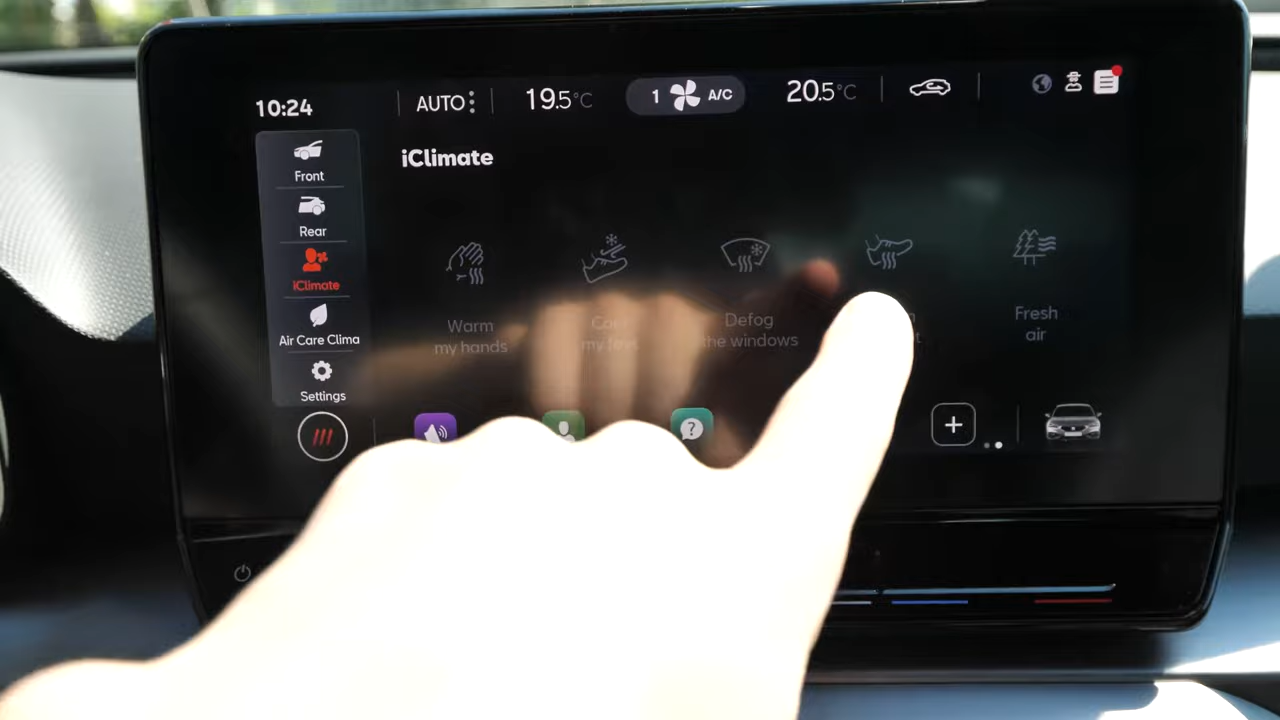 10:24
AUTO
19.5°C
1 A/C
20.5°C
Front
Rear
iClimate
Air Care Clima
Settings
iClimate
Warm
my hands
my feet
Defog
the windows
Fresh
air
?
+